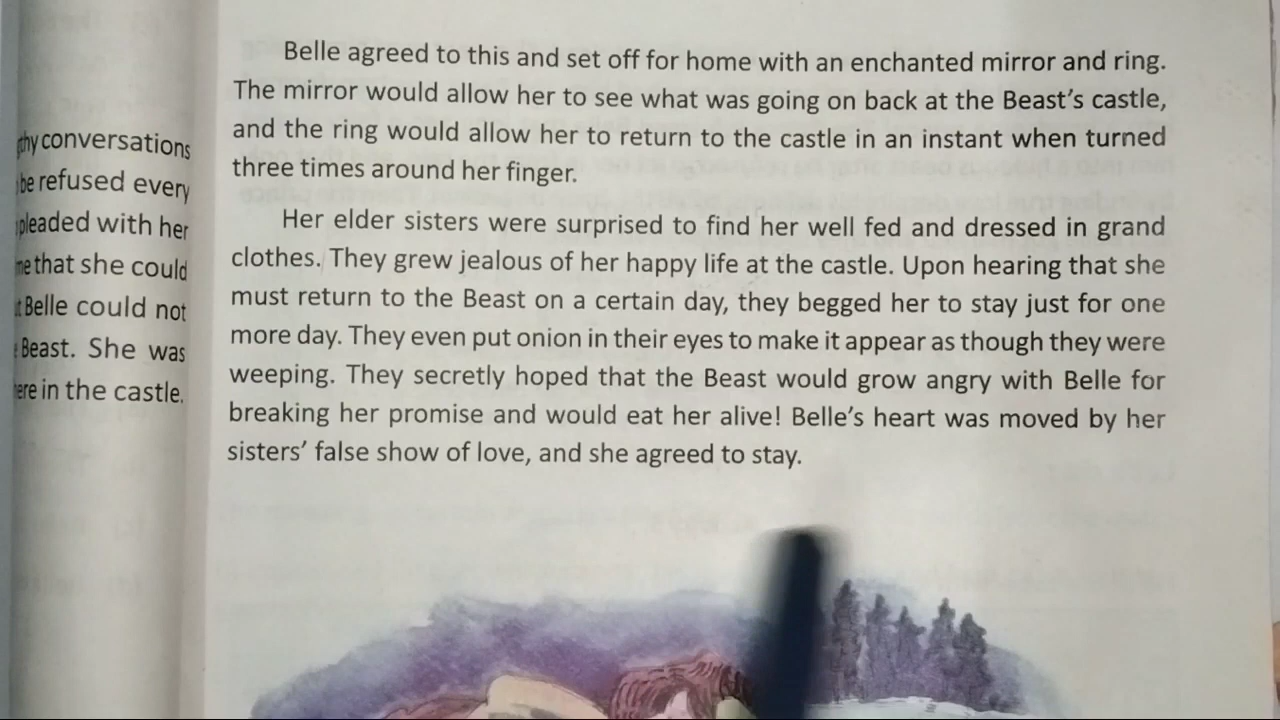 conversations
be refused every
pleaded with her
that she could
Belle could not
Beast. She was
in the castle.
Belle agreed to this and set off for home with an enchanted mirror and ring.
The mirror would allow her to see what was going on back at the Beast's castle,
and the ring would allow her to return to the castle in an instant when turned
three times around her finger.
Her elder sisters were surprised to find her well fed and dressed in grand
clothes. They grew jealous of her happy life at the castle. Upon hearing that she
must return to the Beast on a certain day, they begged her to stay just for one
more day. They even put onion in their eyes to make it appear as though they were
weeping. They secretly hoped that the Beast would grow angry with Belle for
breaking her promise and would eat her alive! Belle's heart was moved by her
sisters' false show of love, and she agreed to stay.